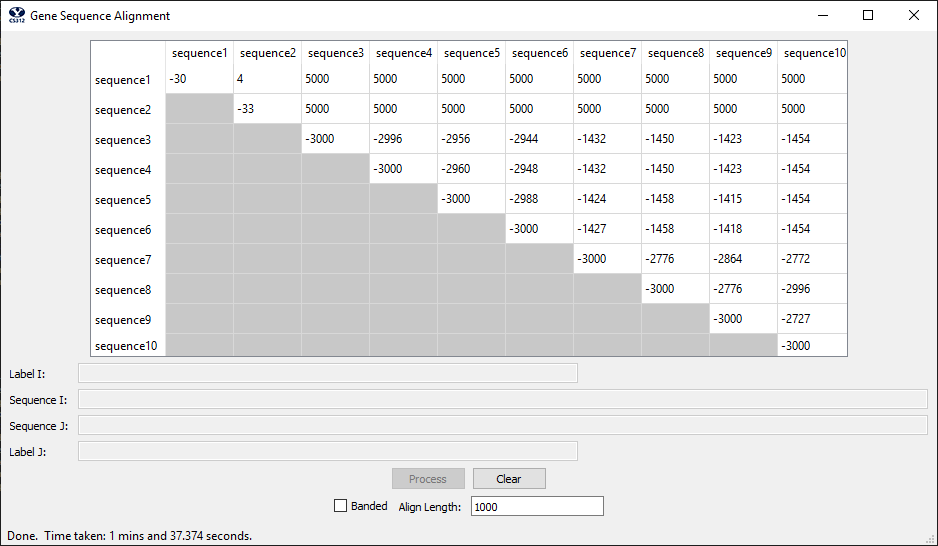 CS312 Gene Sequence Alignment
sequence1 sequence2 sequence3 sequence4 sequence5 sequence6 sequence7 sequence8 sequence9 sequence10
sequence1 -30 4 5000 5000 5000 5000 5000 5000 5000 5000
sequence2 -33 5000 5000 5000 5000 5000 5000 5000 5000
sequence3 -3000 -2996 -2956 -2944 -1432 -1450 -1423 -1454
sequence4 -3000 -2960 -2948 -1432 -1450 -1423 -1454
sequence5 -3000 -2988 -1424 -1458 -1415 -1454
sequence6 -3000 -1427 -1458 -1418 -1454
sequence7 -3000 -2776 -2864 -2772
sequence8 -3000 -2776 -2996
sequence9 -3000 -2727
sequence10 -3000
Label I:
Sequence I:
Sequence J:
Label J:
Process Clear
Banded Align Length: 1000
Done. Time taken: 1 mins and 37.374 seconds.